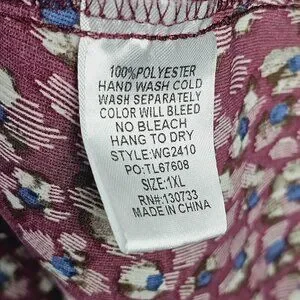 100%POLYESTER
HAND WASH COLD
WASH SEPARATELY
COLOR WILL BLEED
NO BLEACH
HANG TO DRY
STYLE:WG2410
PO:TL67608
SIZE:1XL
RN#:130733
MADE IN CHINA